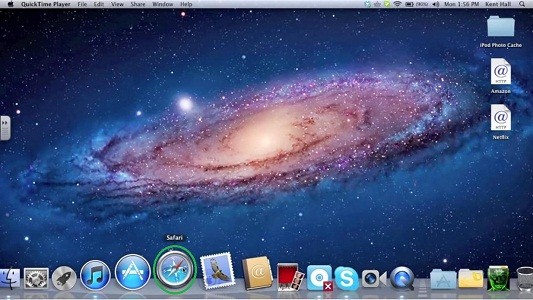 QuickTime Player File Edit View Share Window Help
(90%) Mon 1:56 PM Kent Hall
iPod Photo Cache
@
HTTP
Amazon
@
HTTP
Netflix
Safari